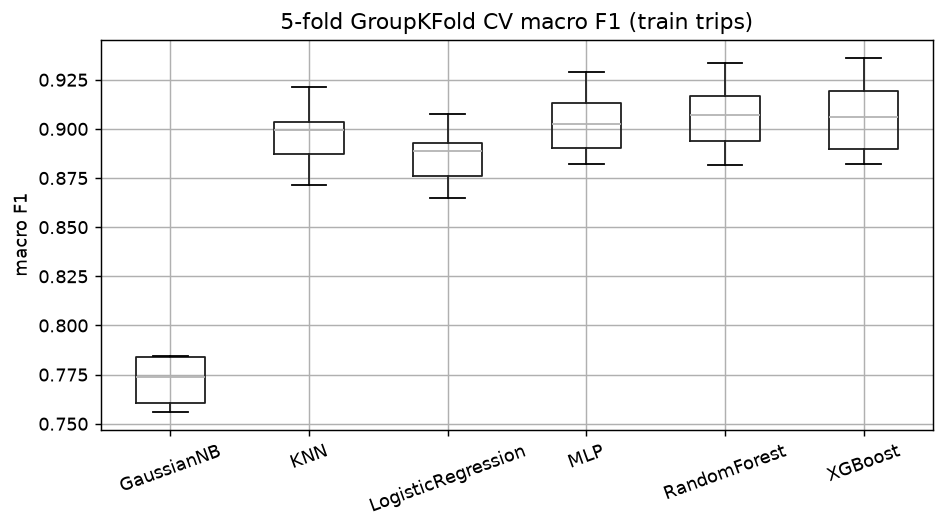 5-fold GroupKFold CV macro F1 (train trips)
macro F1
0.925
0.900
0.875
0.850
0.825
0.800
0.775
0.750
GaussianNB
KNN
LogisticRegression
MLP
RandomForest
XGBoost